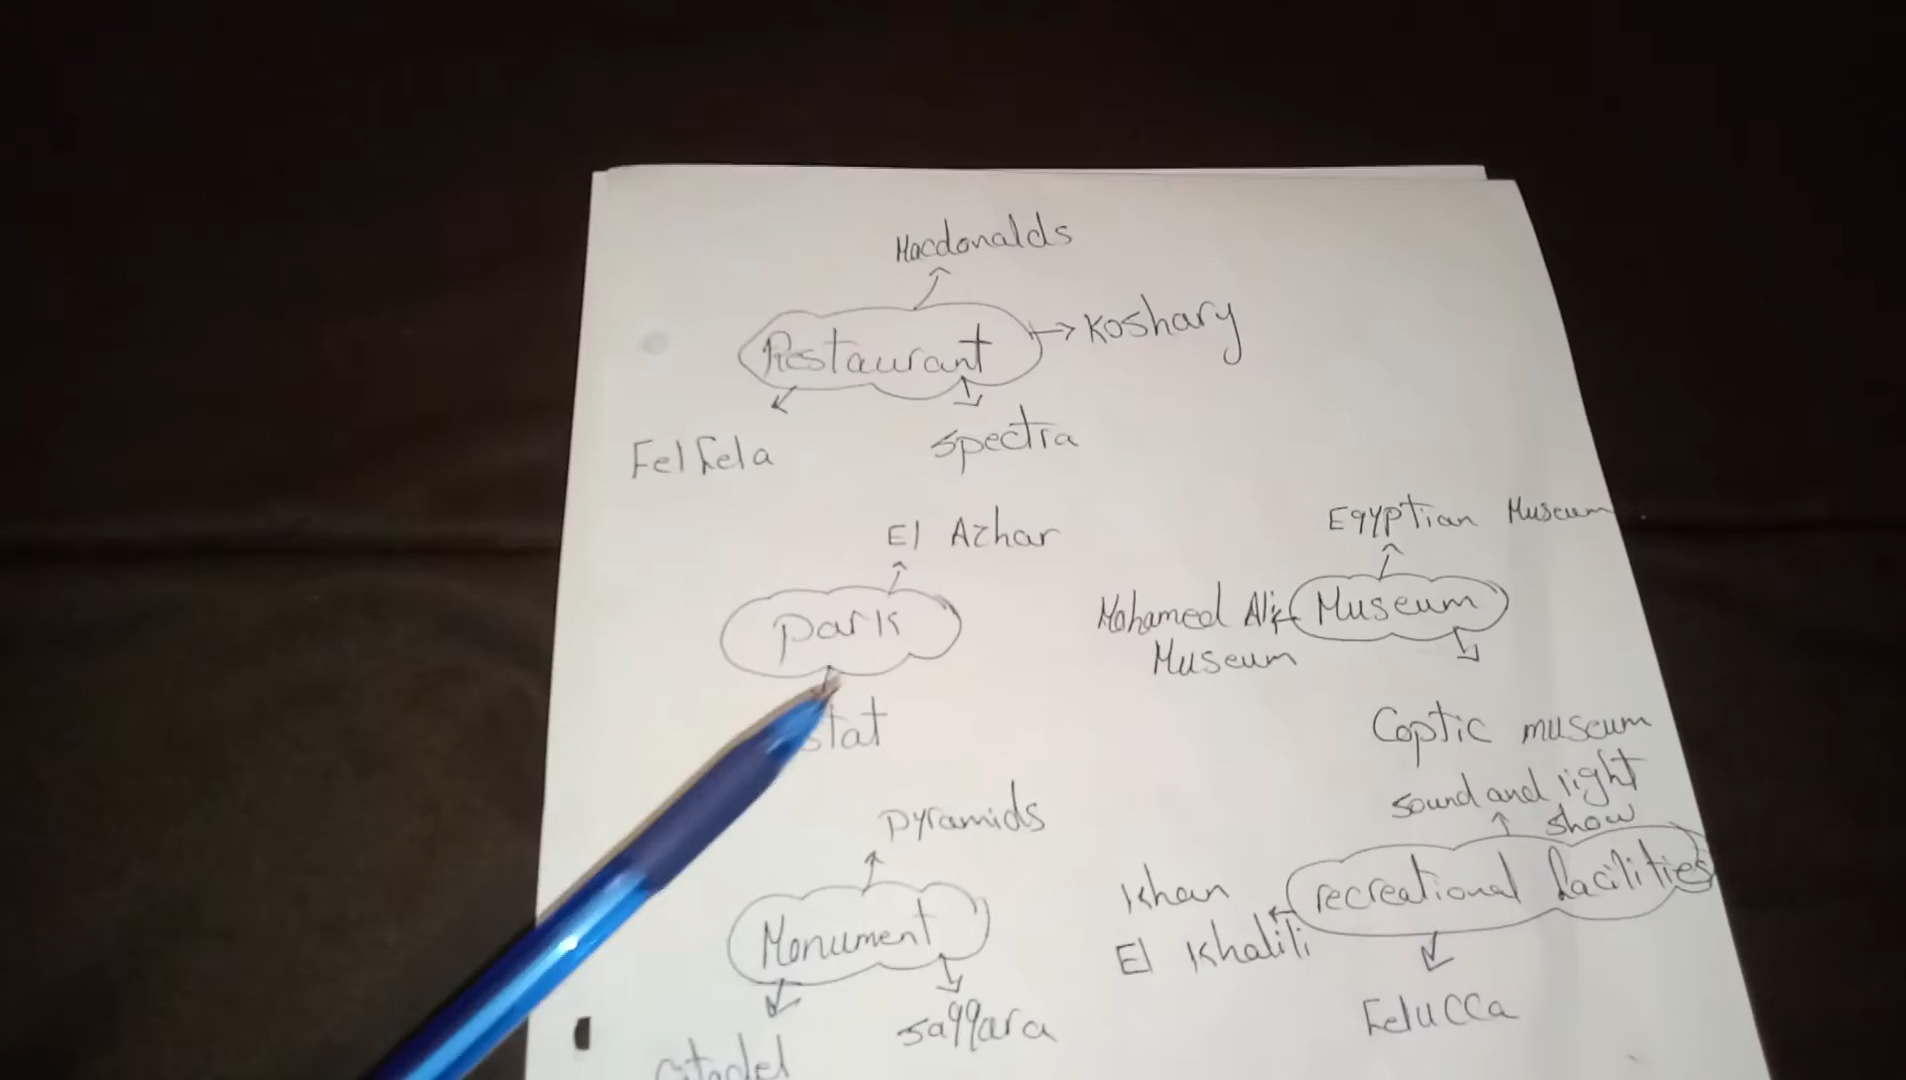 Macdonalds
Restaurant
Koshary
Felfela
spectra
El Azhar
park
Egyptian Museum
Mohamed Ali
Museum
Museum
Coptic museum
pyramids
Monument
saqqara
citadel
sound and light
show
recreational facilities
Khan
El Khalili
Felucca